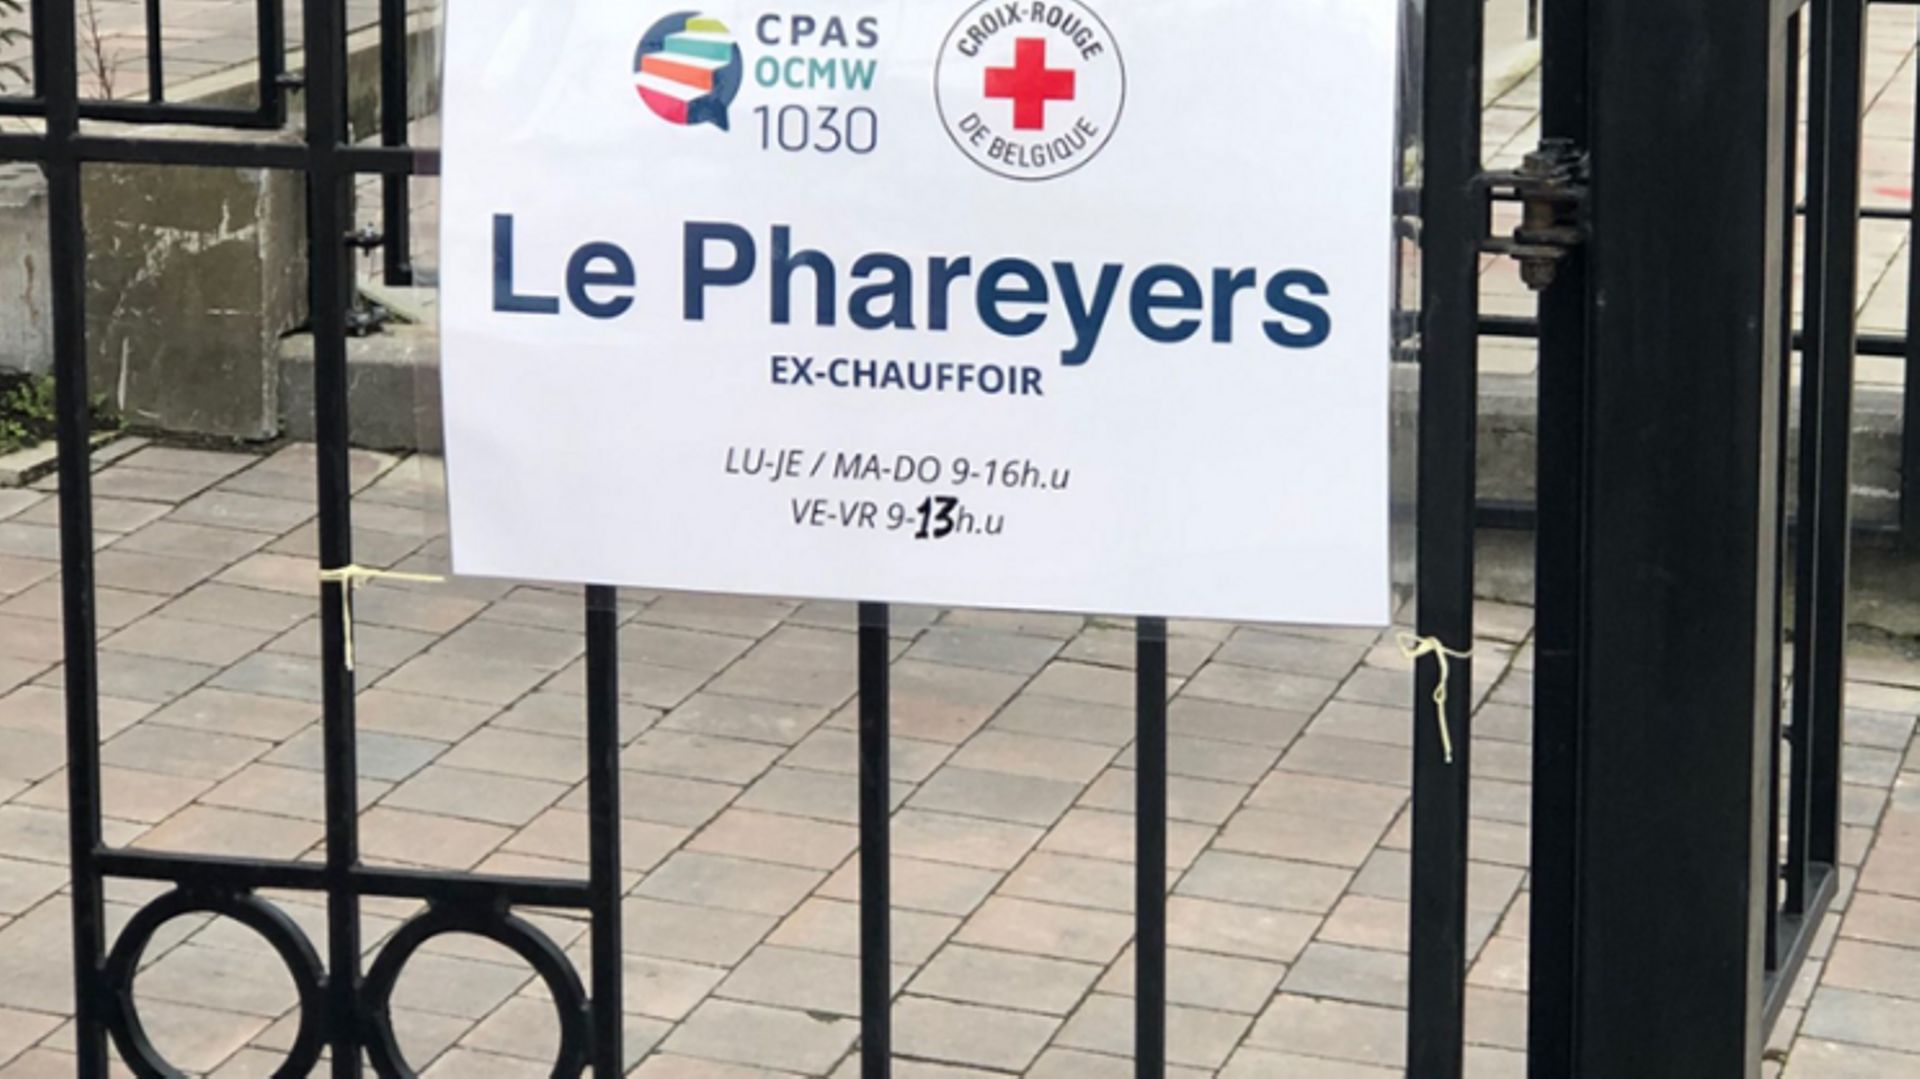 CPAS
OCMW
1030
CROIX-ROUGE
DE BELGIQUE
Le Phareyers
EX-CHAUFFOIR
LU-JE / MA-DO 9-16h.u
VE-VR 9-13h.u